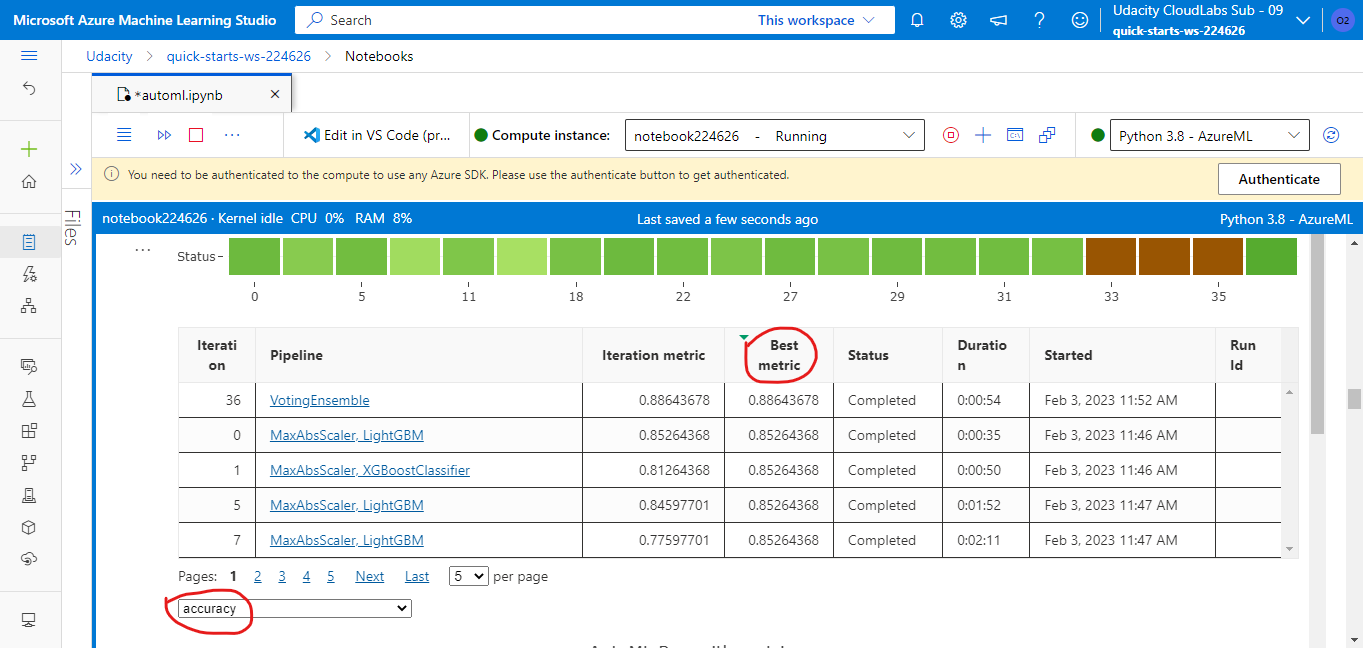 Microsoft Azure Machine Learning Studio
Search
This workspace
Udacity CloudLabs Sub - 09
quick-starts-ws-224626
O2
Udacity > quick-starts-ws-224626 > Notebooks
*automl.ipynb
Edit in VS Code (pr...
Compute instance:
notebook224626 - Running
Python 3.8 - AzureML
You need to be authenticated to the compute to use any Azure SDK. Please use the authenticate button to get authenticated.
Authenticate
Files
notebook224626 · Kernel idle CPU 0% RAM 8%
Last saved a few seconds ago
Python 3.8 - AzureML
Status
0 5 11 18 22 27 29 31 33 35
Iterati
on
Pipeline
Iteration metric
Best
metric
Status
Duratio
n
Started
Run
Id
36 VotingEnsemble 0.88643678 0.88643678 Completed 0:00:54 Feb 3, 2023 11:52 AM
0 MaxAbsScaler, LightGBM 0.85264368 0.85264368 Completed 0:00:35 Feb 3, 2023 11:46 AM
1 MaxAbsScaler, XGBoostClassifier 0.81264368 0.85264368 Completed 0:00:50 Feb 3, 2023 11:46 AM
5 MaxAbsScaler, LightGBM 0.84597701 0.85264368 Completed 0:01:52 Feb 3, 2023 11:47 AM
7 MaxAbsScaler, LightGBM 0.77597701 0.85264368 Completed 0:02:11 Feb 3, 2023 11:47 AM
Pages: 1 2 3 4 5 Next Last 5 per page
accuracy